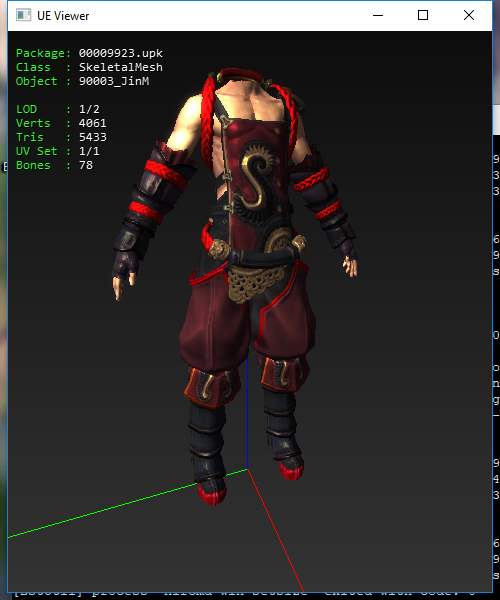 UE Viewer
Package: 00009923.upk
Class : SkeletalMesh
Object : 90003_JinM
LOD : 1/2
Verts : 4061
Tris : 5433
UV Set : 1/1
Bones : 78